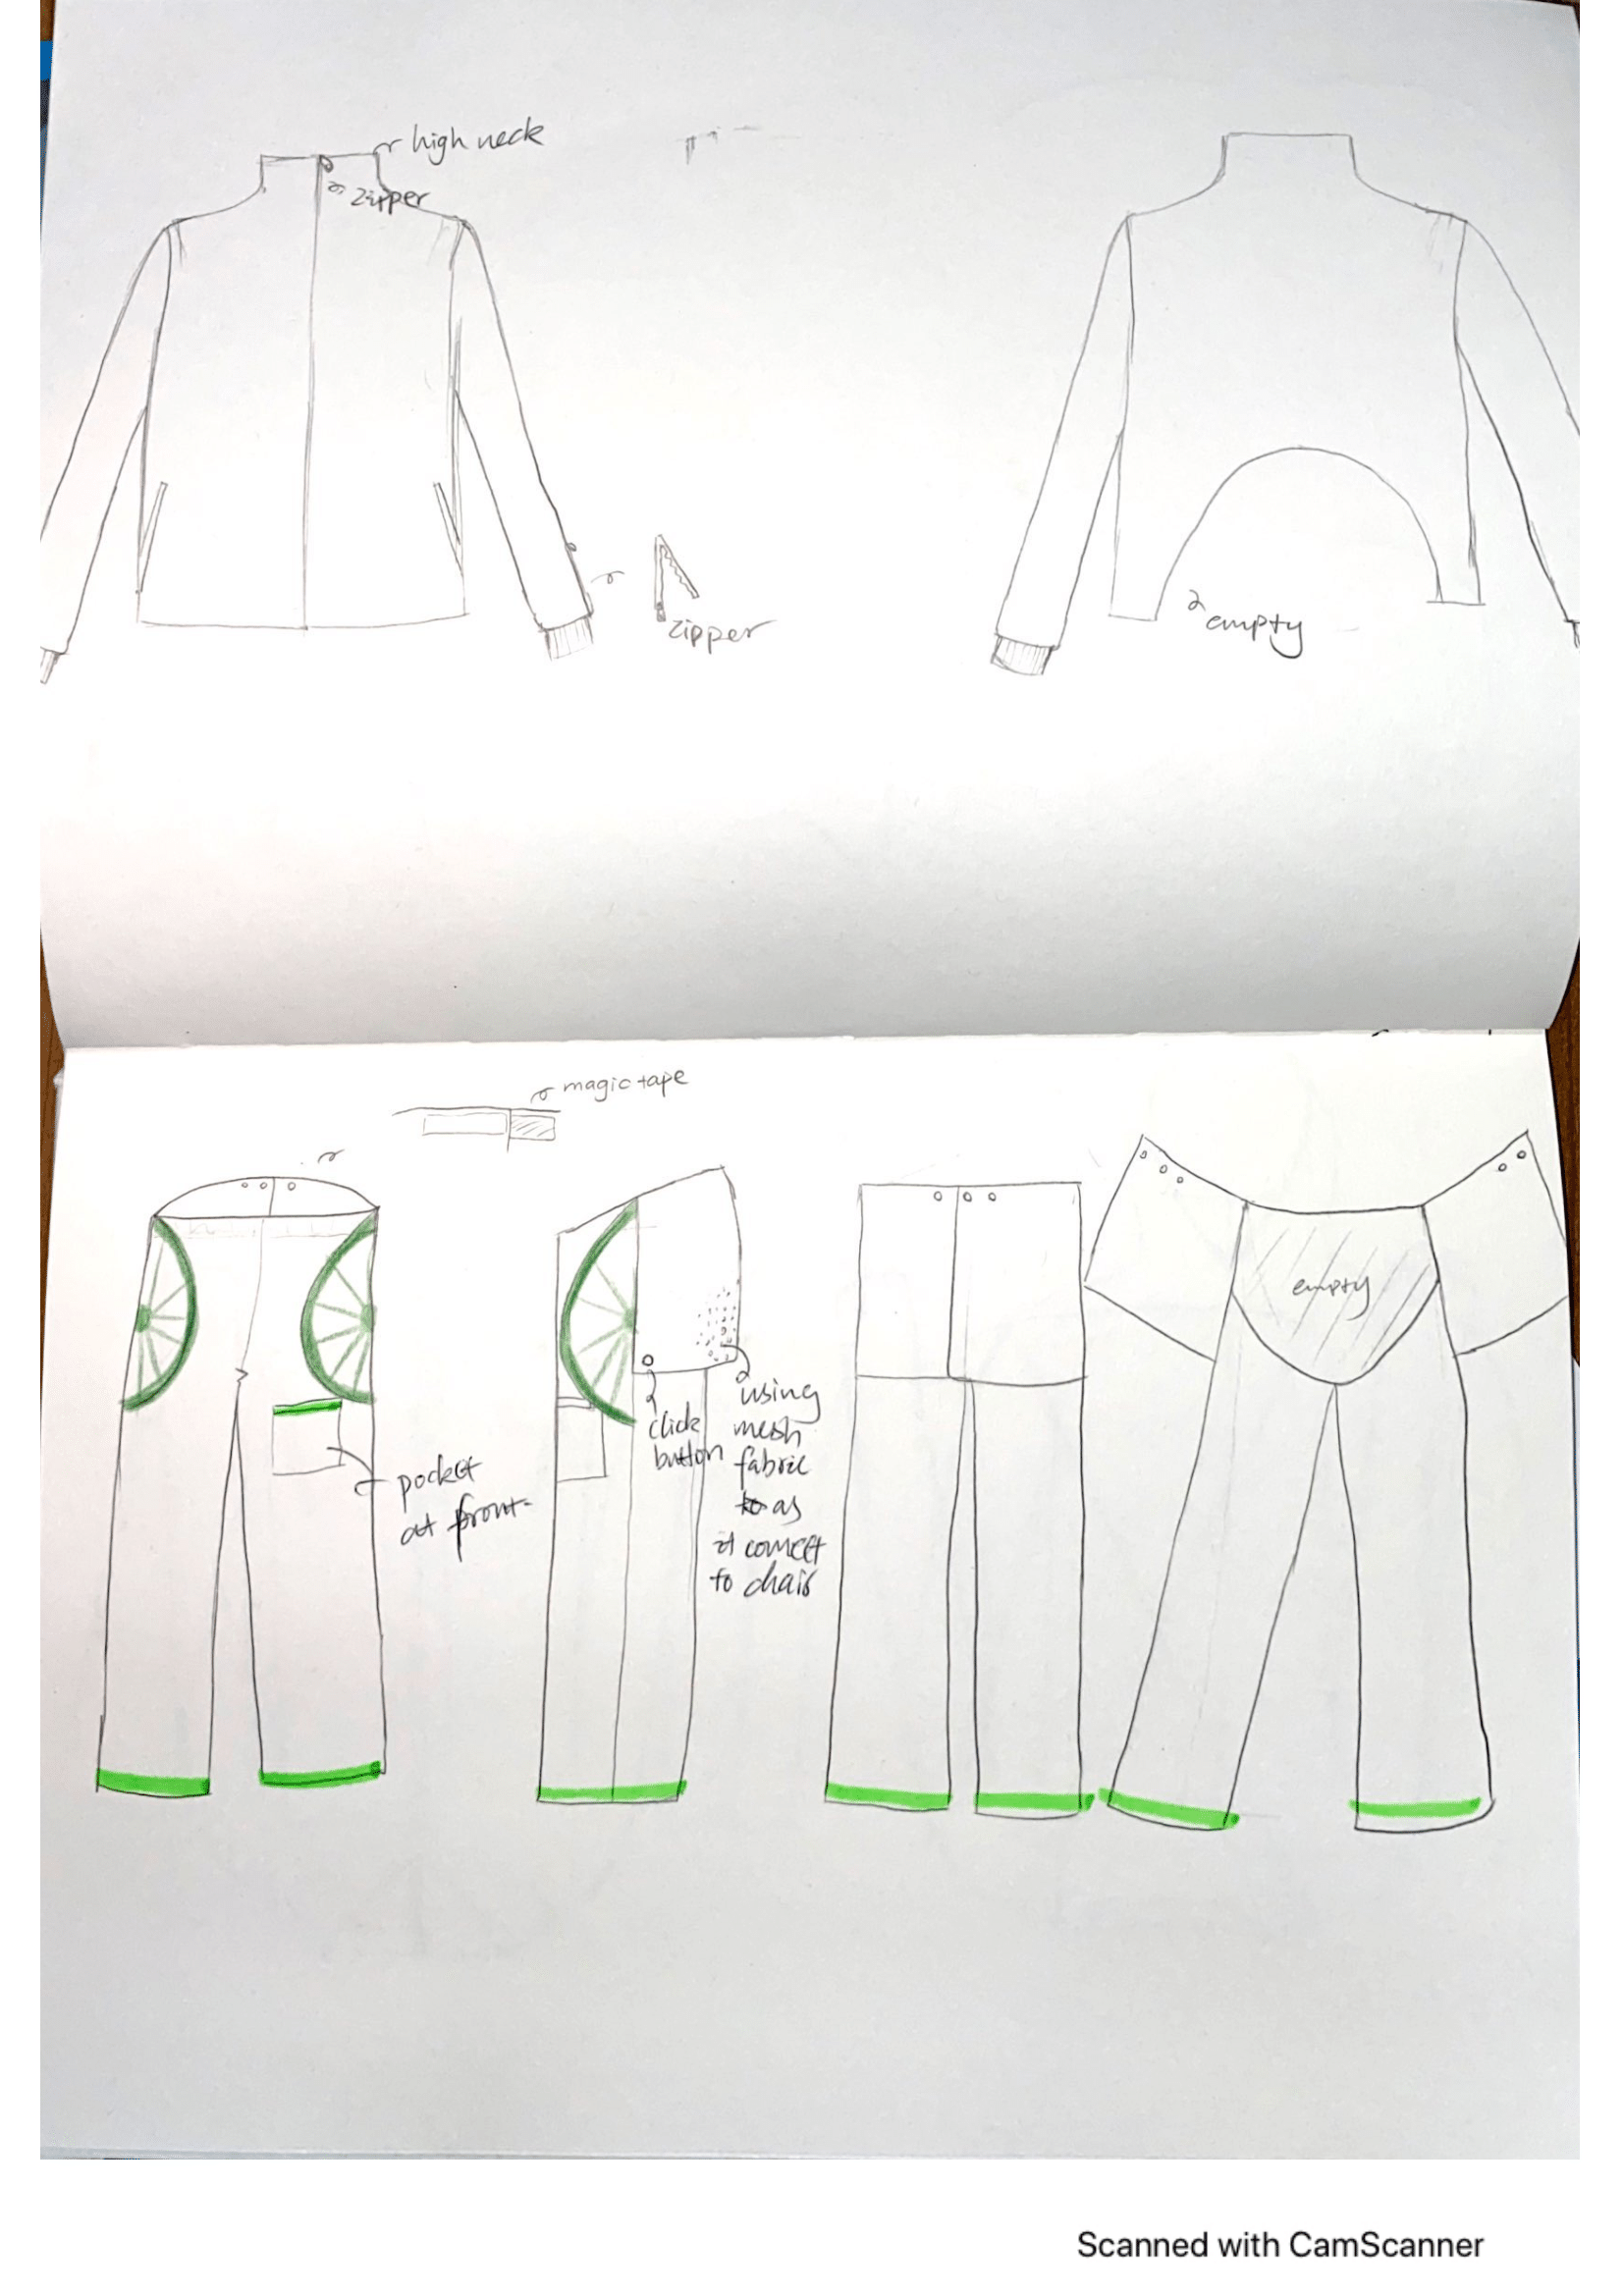 high neck
zipper
zipper
empty
magic tape
empty
pocket
at front
click
button
using
mesh
fabric
as
it connect
to chair
Scanned with CamScanner